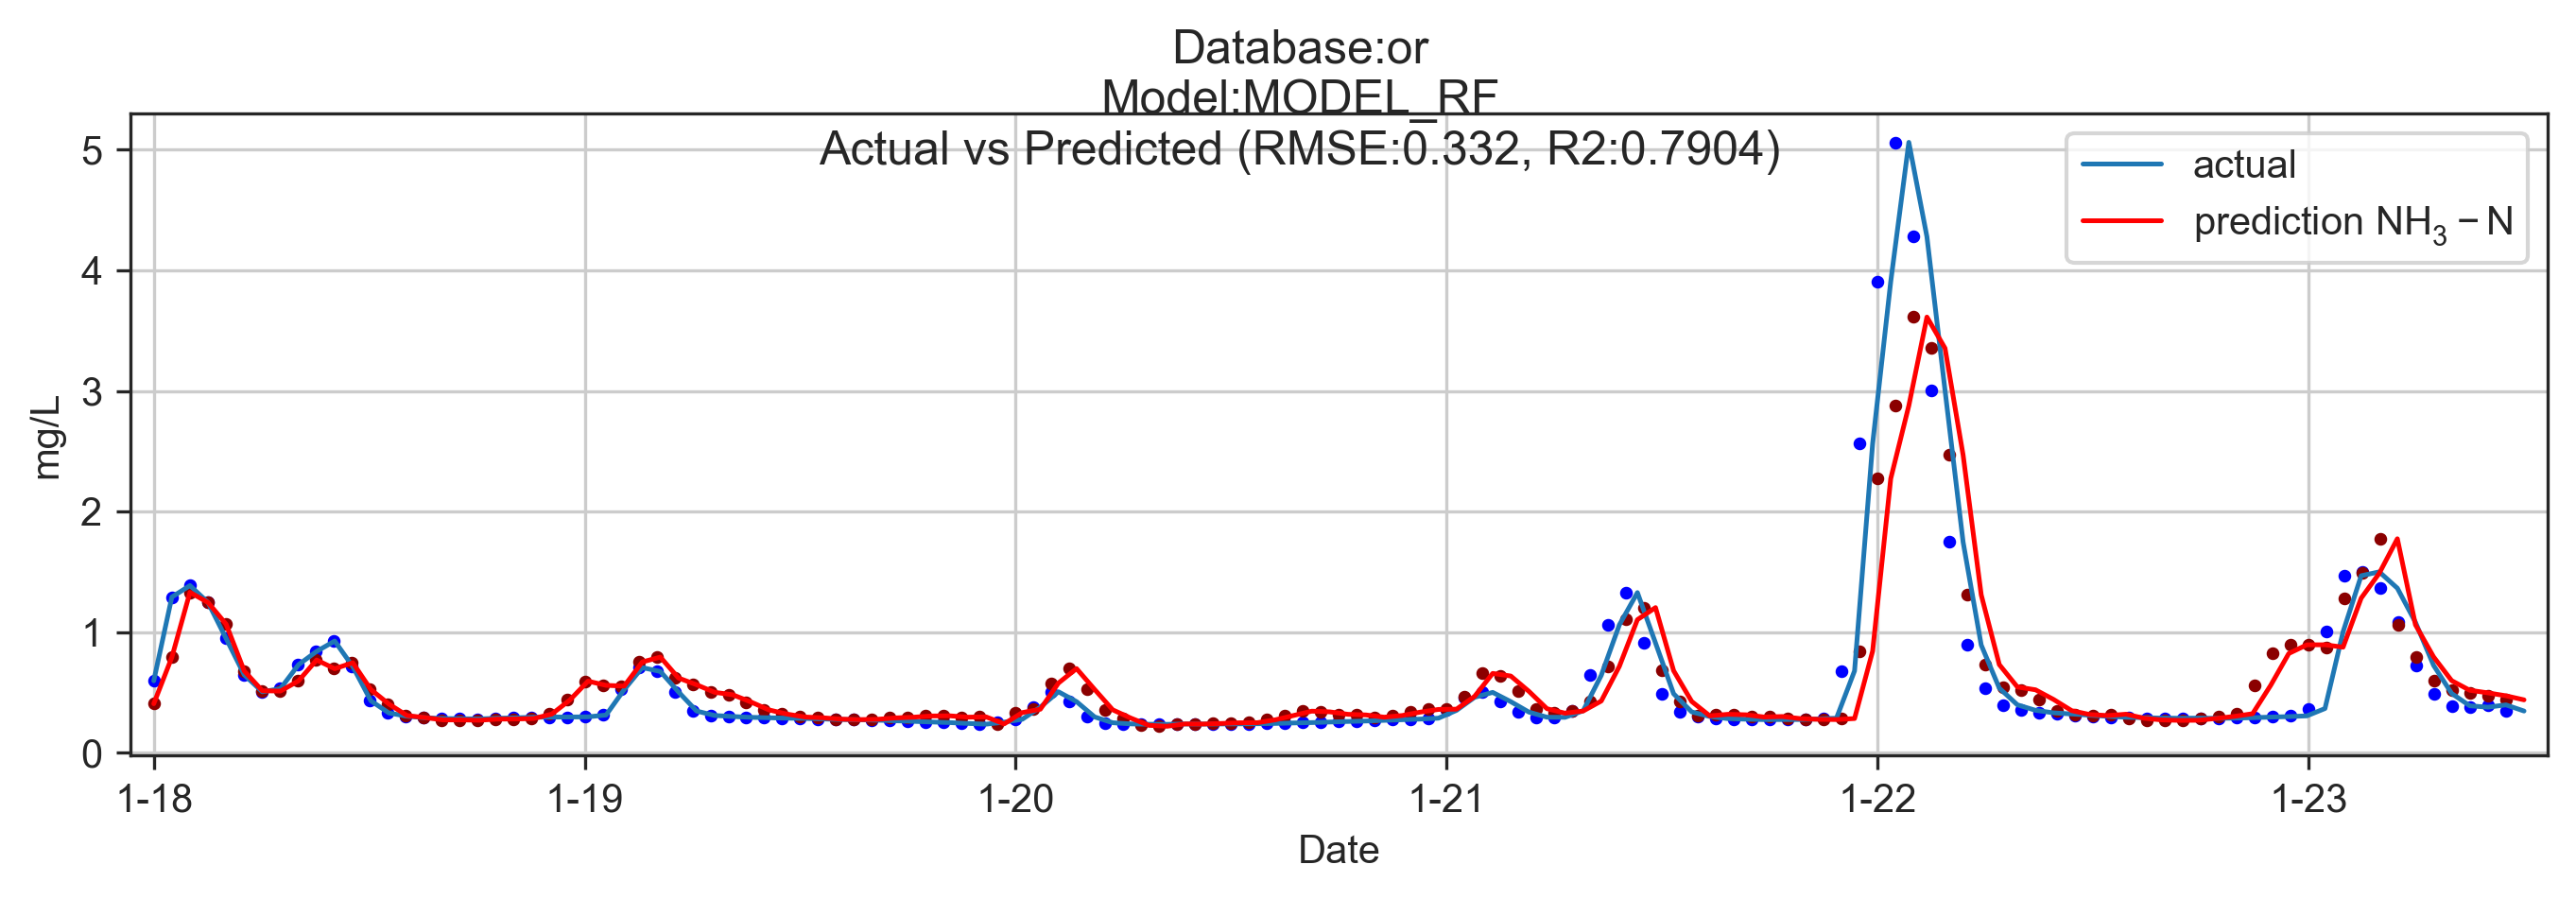 Database:or
Model:MODEL_RF
Actual vs Predicted (RMSE:0.332, R2:0.7904)
actual
prediction NH₃ − N
5
4
3
2
1
0
mg/L
1-18 1-19 1-20 1-21 1-22 1-23
Date